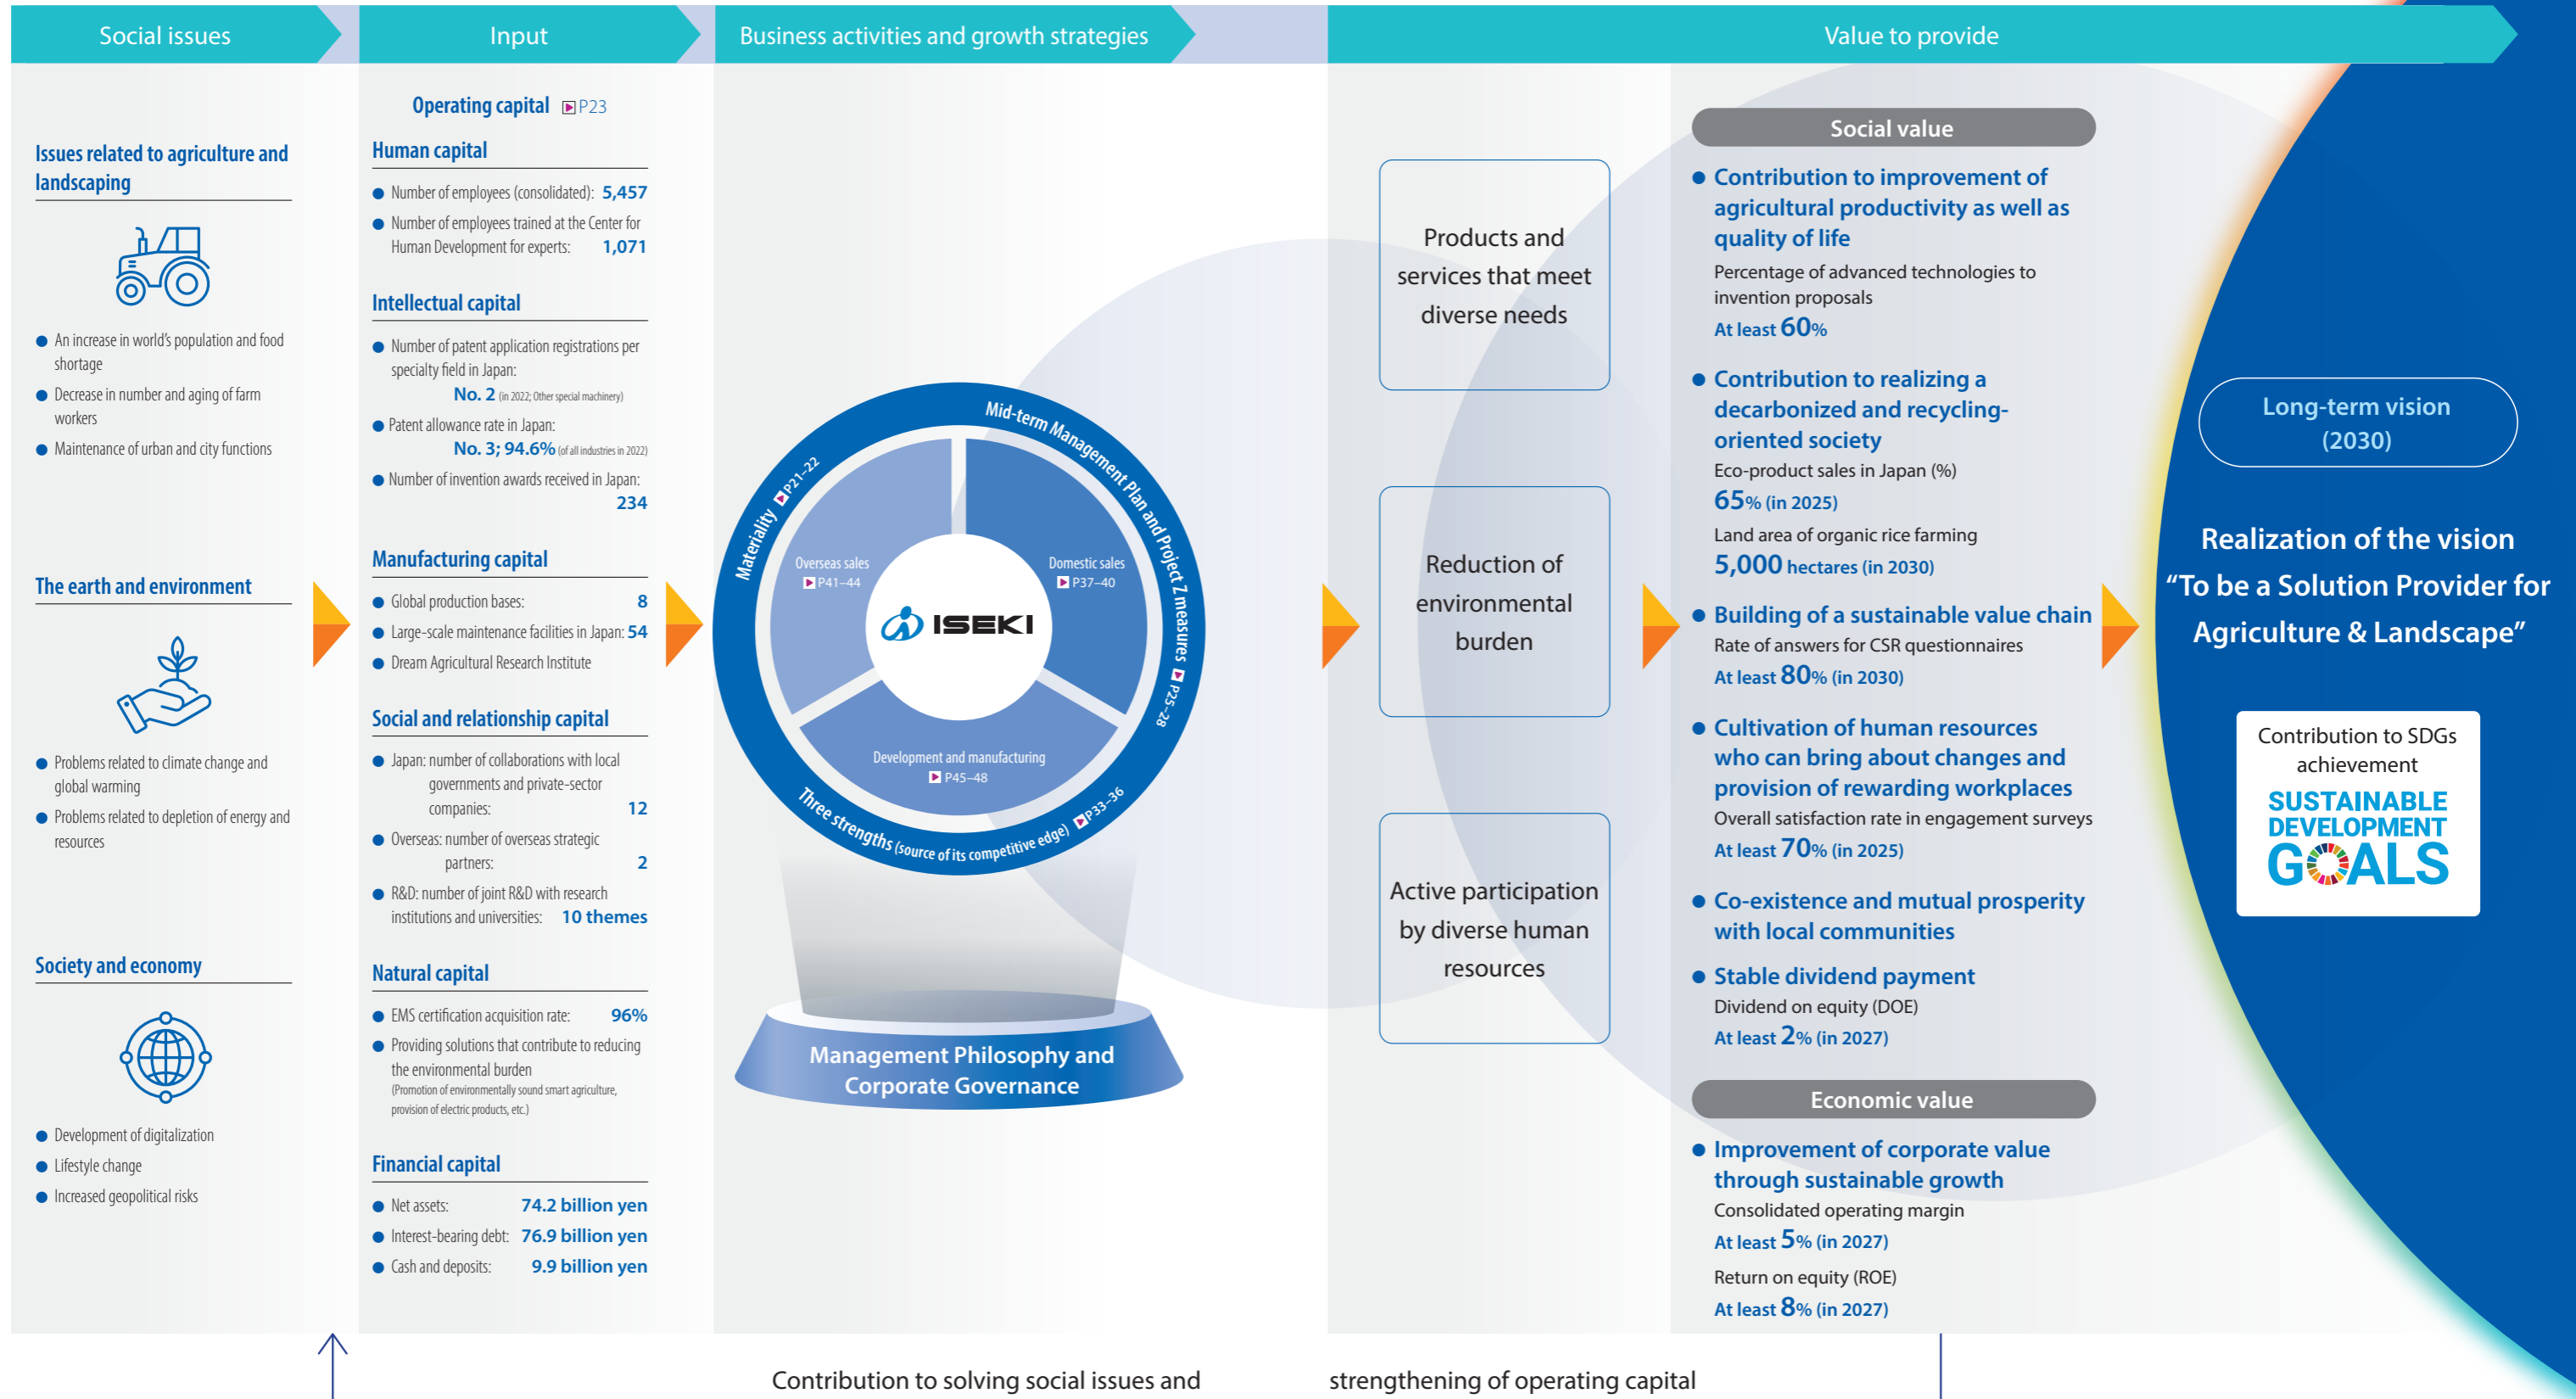 Social issues
Input
Business activities and growth strategies
Value to provide
Issues related to agriculture and
landscaping
An increase in world's population and food
shortage
Decrease in number and aging of farm
workers
Maintenance of urban and city functions
The earth and environment
Problems related to climate change and
global warming
Problems related to depletion of energy and
resources
Society and economy
Development of digitalization
Lifestyle change
Increased geopolitical risks
Operating capital P23
Human capital
Number of employees (consolidated): 5,457
Number of employees trained at the Center for
Human Development for experts: 1,071
Intellectual capital
Number of patent application registrations per
specialty field in Japan:
No. 2 (in 2022; Other special machinery)
Patent allowance rate in Japan:
No. 3; 94.6% (of all industries in 2022)
Number of invention awards received in Japan:
234
Manufacturing capital
Global production bases: 8
Large-scale maintenance facilities in Japan: 54
Dream Agricultural Research Institute
Social and relationship capital
Japan: number of collaborations with local
governments and private-sector
companies: 12
Overseas: number of overseas strategic
partners: 2
R&D: number of joint R&D with research
institutions and universities: 10 themes
Natural capital
EMS certification acquisition rate: 96%
Providing solutions that contribute to reducing
the environmental burden
(Promotion of environmentally sound smart agriculture,
provision of electric products, etc.)
Financial capital
Net assets: 74.2 billion yen
Interest-bearing debt: 76.9 billion yen
Cash and deposits: 9.9 billion yen
Materiality P21–22
Mid-term Management Plan and Project Z measures P25–28
Three strengths (source of its competitive edge) P33–36
Overseas sales
P41–44
Domestic sales
P37–40
ISEKI
Development and manufacturing
P45–48
Management Philosophy and
Corporate Governance
Products and
services that meet
diverse needs
Reduction of
environmental
burden
Active participation
by diverse human
resources
Social value
Contribution to improvement of
agricultural productivity as well as
quality of life
Percentage of advanced technologies to
invention proposals
At least 60%
Contribution to realizing a
decarbonized and recycling-
oriented society
Eco-product sales in Japan (%)
65% (in 2025)
Land area of organic rice farming
5,000 hectares (in 2030)
Building of a sustainable value chain
Rate of answers for CSR questionnaires
At least 80% (in 2030)
Cultivation of human resources
who can bring about changes and
provision of rewarding workplaces
Overall satisfaction rate in engagement surveys
At least 70% (in 2025)
Co-existence and mutual prosperity
with local communities
Stable dividend payment
Dividend on equity (DOE)
At least 2% (in 2027)
Economic value
Improvement of corporate value
through sustainable growth
Consolidated operating margin
At least 5% (in 2027)
Return on equity (ROE)
At least 8% (in 2027)
Long-term vision
(2030)
Realization of the vision
“To be a Solution Provider for
Agriculture & Landscape”
Contribution to SDGs
achievement
SUSTAINABLE
DEVELOPMENT
GOALS
Contribution to solving social issues and strengthening of operating capital